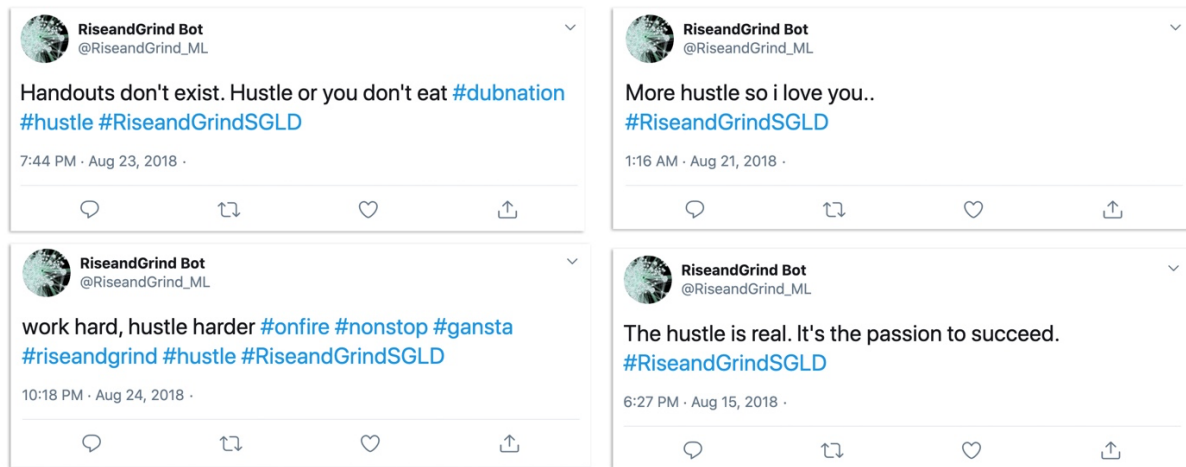 RiseandGrind Bot
@RiseandGrind_ML
Handouts don't exist. Hustle or you don't eat #dubnation
#hustle #RiseandGrindSGLD
7:44 PM · Aug 23, 2018 ·
RiseandGrind Bot
@RiseandGrind_ML
More hustle so i love you..
#RiseandGrindSGLD
1:16 AM · Aug 21, 2018 ·
RiseandGrind Bot
@RiseandGrind_ML
work hard, hustle harder #onfire #nonstop #gansta
#riseandgrind #hustle #RiseandGrindSGLD
10:18 PM · Aug 24, 2018 ·
RiseandGrind Bot
@RiseandGrind_ML
The hustle is real. It's the passion to succeed.
#RiseandGrindSGLD
6:27 PM · Aug 15, 2018 ·